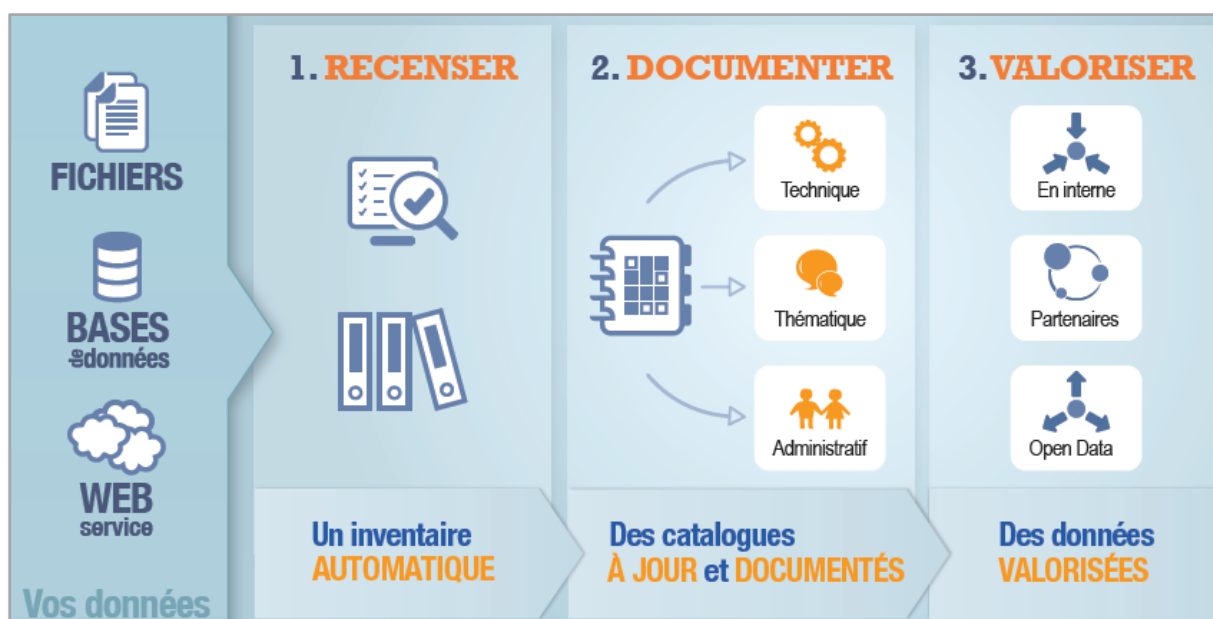 FICHIERS
BASES
de données
WEB
service
Vos données
1. RECENSER
Un inventaire
AUTOMATIQUE
2. DOCUMENTER
Technique
Thématique
Administratif
Des catalogues
À JOUR et DOCUMENTÉS
3. VALORISER
En interne
Partenaires
Open Data
Des données
VALORISÉES